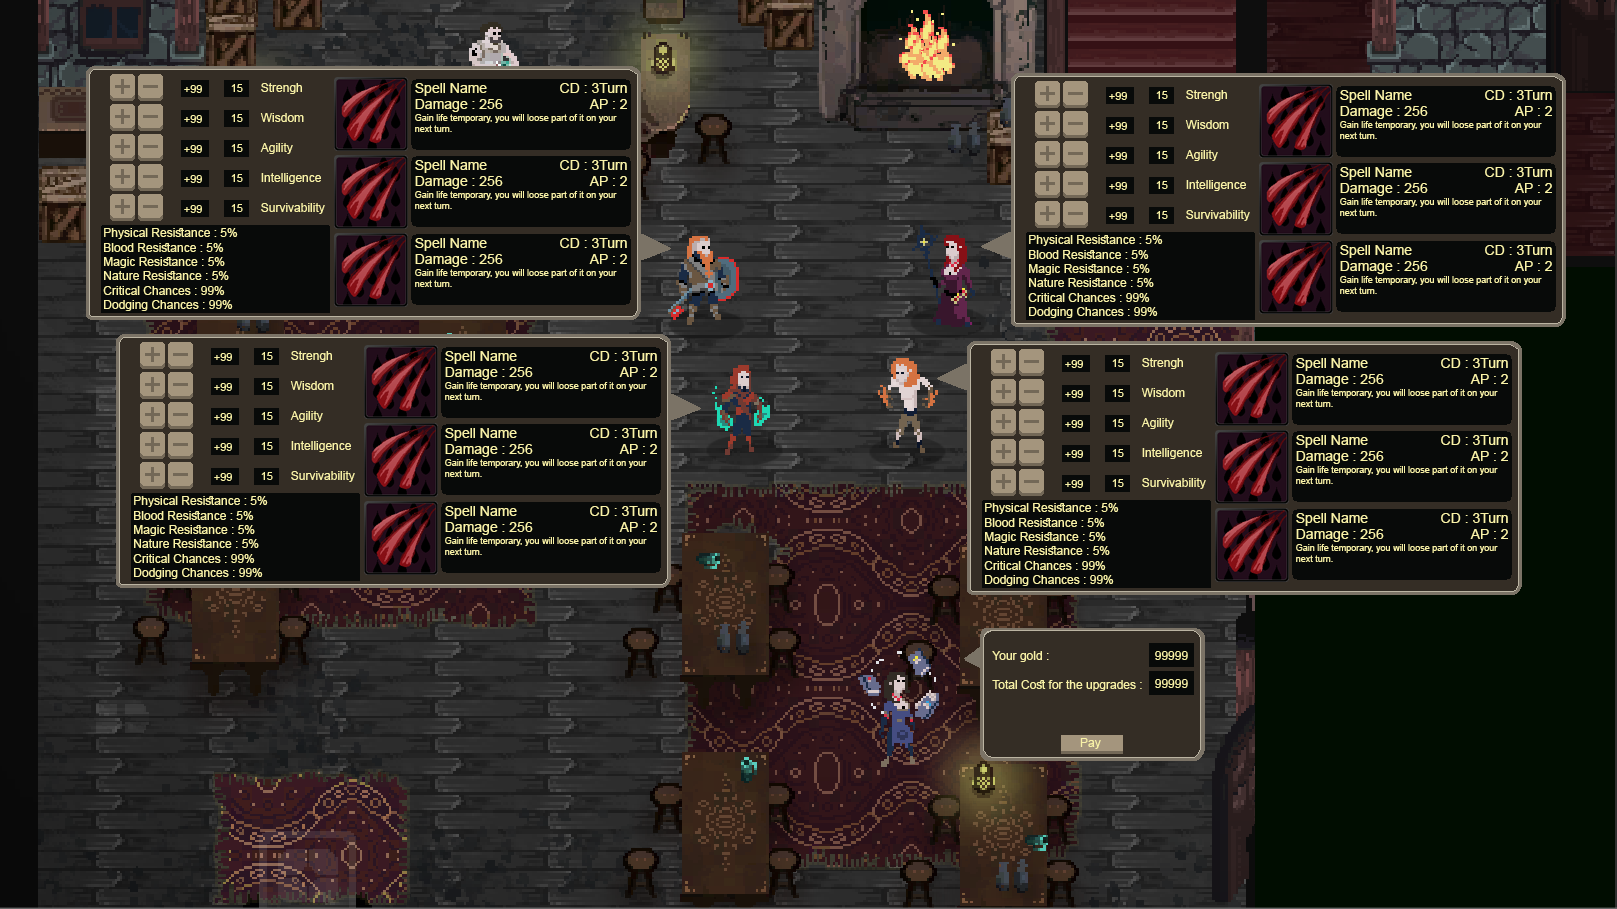 +99 15 Strengh
+99 15 Wisdom
+99 15 Agility
+99 15 Intelligence
+99 15 Survivability
Physical Resistance : 5%
Blood Resistance : 5%
Magic Resistance : 5%
Nature Resistance : 5%
Critical Chances : 99%
Dodging Chances : 99%
Spell Name CD : 3Turn
Damage : 256 AP : 2
Gain life temporary, you will loose part of it on your
next turn.
Spell Name CD : 3Turn
Damage : 256 AP : 2
Gain life temporary, you will loose part of it on your
next turn.
Spell Name CD : 3Turn
Damage : 256 AP : 2
Gain life temporary, you will loose part of it on your
next turn.
+99 15 Strengh
+99 15 Wisdom
+99 15 Agility
+99 15 Intelligence
+99 15 Survivability
Physical Resistance : 5%
Blood Resistance : 5%
Magic Resistance : 5%
Nature Resistance : 5%
Critical Chances : 99%
Dodging Chances : 99%
Spell Name CD : 3Turn
Damage : 256 AP : 2
Gain life temporary, you will loose part of it on your
next turn.
Spell Name CD : 3Turn
Damage : 256 AP : 2
Gain life temporary, you will loose part of it on your
next turn.
Spell Name CD : 3Turn
Damage : 256 AP : 2
Gain life temporary, you will loose part of it on your
next turn.
+99 15 Strengh
+99 15 Wisdom
+99 15 Agility
+99 15 Intelligence
+99 15 Survivability
Physical Resistance : 5%
Blood Resistance : 5%
Magic Resistance : 5%
Nature Resistance : 5%
Critical Chances : 99%
Dodging Chances : 99%
Spell Name CD : 3Turn
Damage : 256 AP : 2
Gain life temporary, you will loose part of it on your
next turn.
Spell Name CD : 3Turn
Damage : 256 AP : 2
Gain life temporary, you will loose part of it on your
next turn.
Spell Name CD : 3Turn
Damage : 256 AP : 2
Gain life temporary, you will loose part of it on your
next turn.
+99 15 Strengh
+99 15 Wisdom
+99 15 Agility
+99 15 Intelligence
+99 15 Survivability
Physical Resistance : 5%
Blood Resistance : 5%
Magic Resistance : 5%
Nature Resistance : 5%
Critical Chances : 99%
Dodging Chances : 99%
Spell Name CD : 3Turn
Damage : 256 AP : 2
Gain life temporary, you will loose part of it on your
next turn.
Spell Name CD : 3Turn
Damage : 256 AP : 2
Gain life temporary, you will loose part of it on your
next turn.
Spell Name CD : 3Turn
Damage : 256 AP : 2
Gain life temporary, you will loose part of it on your
next turn.
Your gold : 99999
Total Cost for the upgrades : 99999
Pay